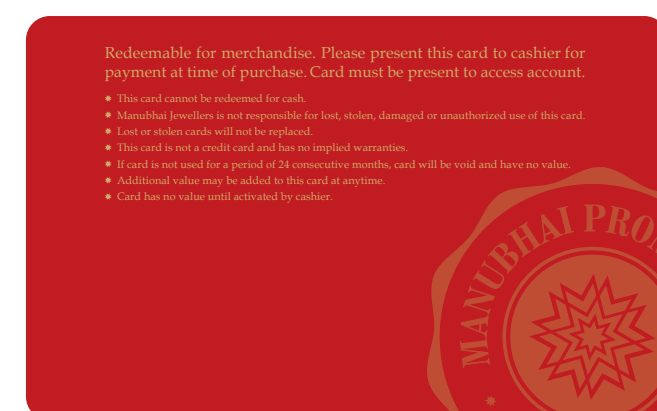 Redeemable for merchandise. Please present this card to cashier for
payment at time of purchase. Card must be present to access account.
This card cannot be redeemed for cash.
Manubhai Jewellers is not responsible for lost, stolen, damaged or unauthorized use of this card.
Lost or stolen cards will not be replaced.
This card is not a credit card and has no implied warranties.
If card is not used for a period of 24 consecutive months, card will be void and have no value.
Additional value may be added to this card at anytime.
Card has no value until activated by cashier.
MANUBHAI